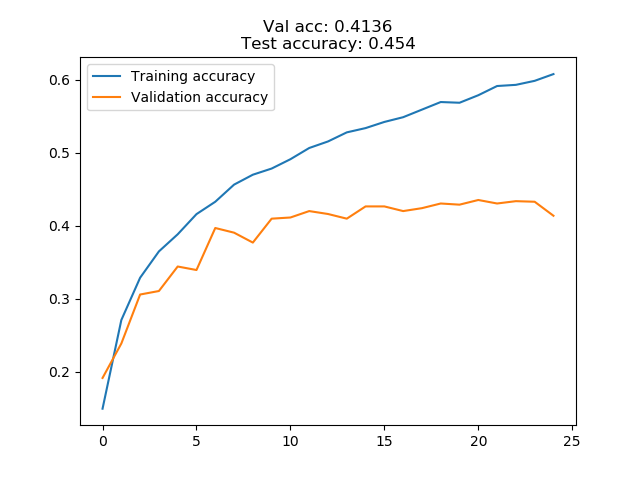 Val acc: 0.4136
Test accuracy: 0.454
Training accuracy
Validation accuracy
0.6
0.5
0.4
0.3
0.2
0 5 10 15 20 25